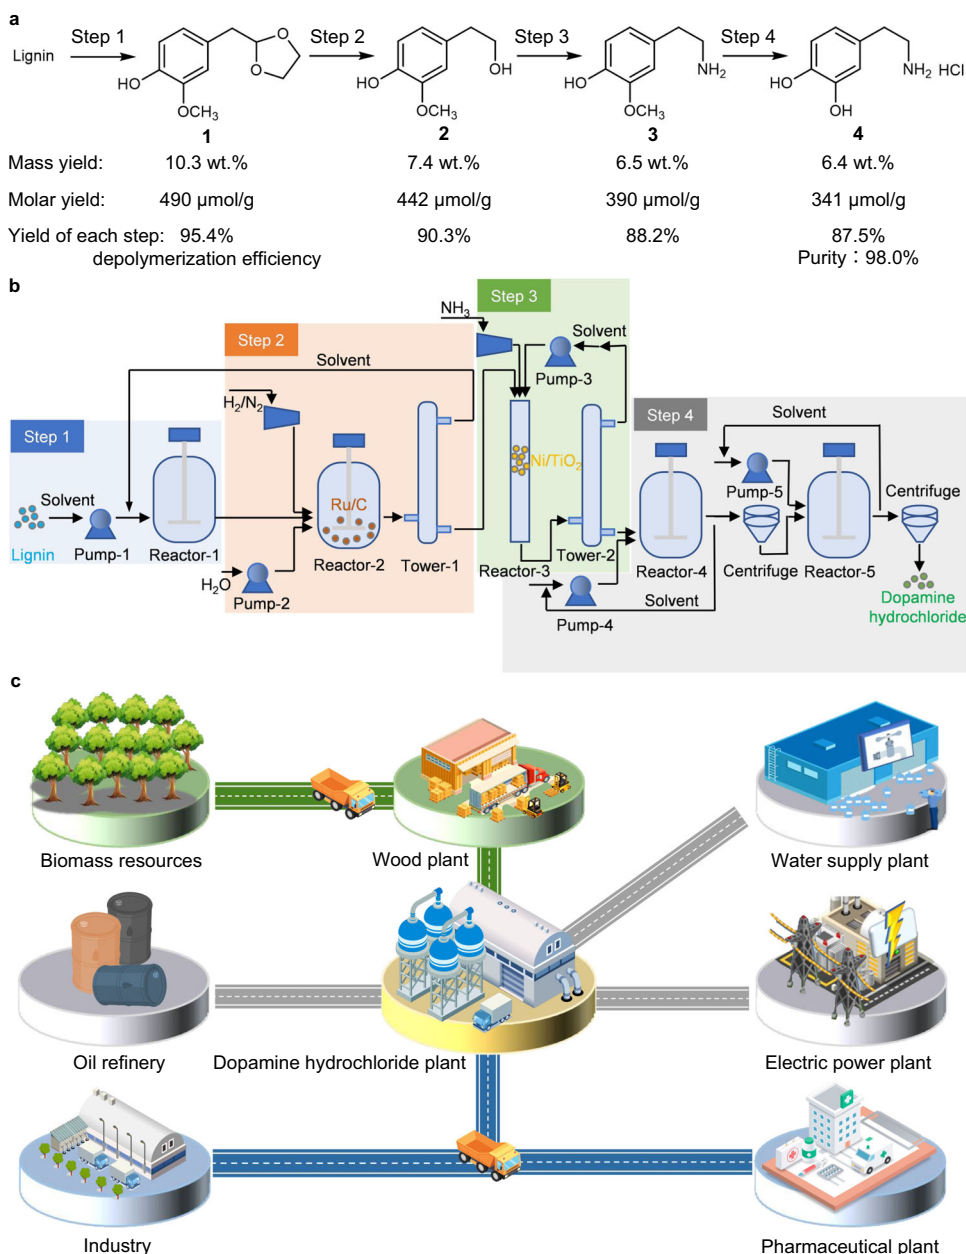 a
Lignin
Step 1
Step 2
Step 3
Step 4
HO
OCH3
O
O
1
HO
OCH3
OH
2
HO
OCH3
NH2
3
HO
OH
NH2
HCl
4
Mass yield: 10.3 wt.% 7.4 wt.% 6.5 wt.% 6.4 wt.%
Molar yield: 490 μmol/g 442 μmol/g 390 μmol/g 341 μmol/g
Yield of each step: 95.4% 90.3% 88.2% 87.5%
depolymerization efficiency
Purity：98.0%
b
Step 1
Solvent
Lignin
Pump-1
Reactor-1
Step 2
Solvent
H2/N2
Ru/C
Reactor-2
Tower-1
H2O
Pump-2
Step 3
NH3
Solvent
Pump-3
Ni/TiO2
Reactor-3
Tower-2
Step 4
Solvent
Pump-5
Centrifuge
Reactor-4
Centrifuge
Reactor-5
Pump-4
Solvent
Dopamine
hydrochloride
c
Biomass resources
Wood plant
Water supply plant
Oil refinery
Dopamine hydrochloride plant
Electric power plant
Industry
Pharmaceutical plant